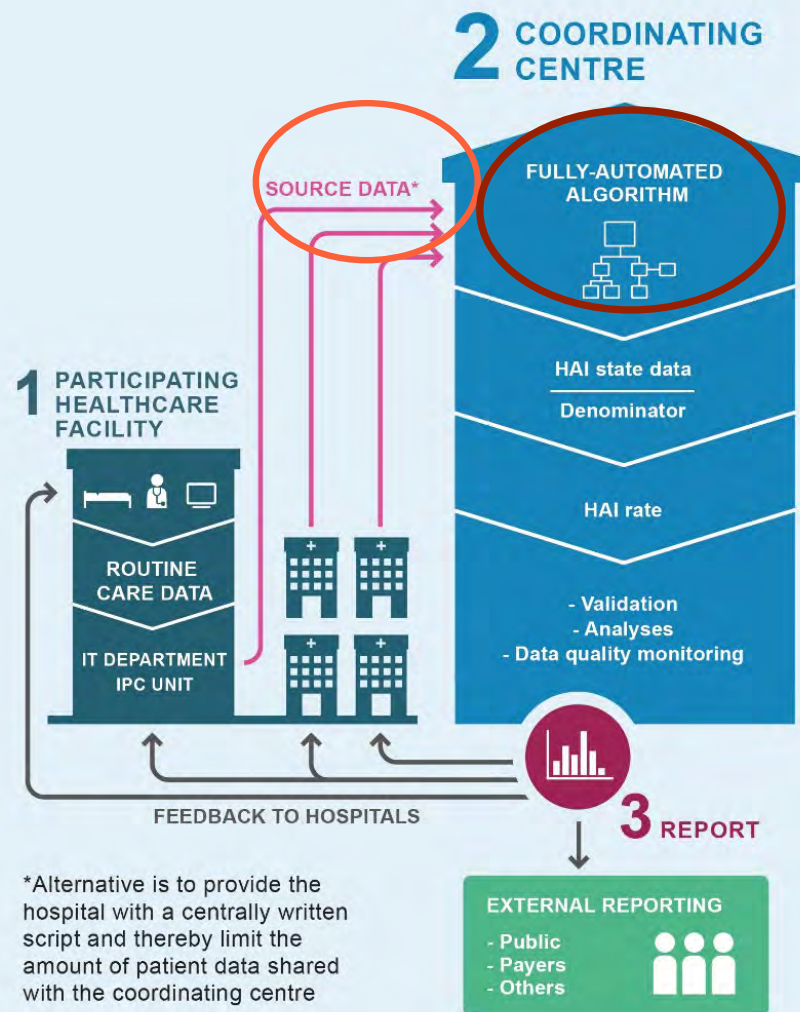 2 COORDINATING
CENTRE
SOURCE DATA*
FULLY-AUTOMATED
ALGORITHM
HAI state data
Denominator
HAI rate
- Validation
- Analyses
- Data quality monitoring
1 PARTICIPATING
HEALTHCARE
FACILITY
ROUTINE
CARE DATA
IT DEPARTMENT
IPC UNIT
FEEDBACK TO HOSPITALS
3 REPORT
*Alternative is to provide the
hospital with a centrally written
script and thereby limit the
amount of patient data shared
with the coordinating centre
EXTERNAL REPORTING
- Public
- Payers
- Others